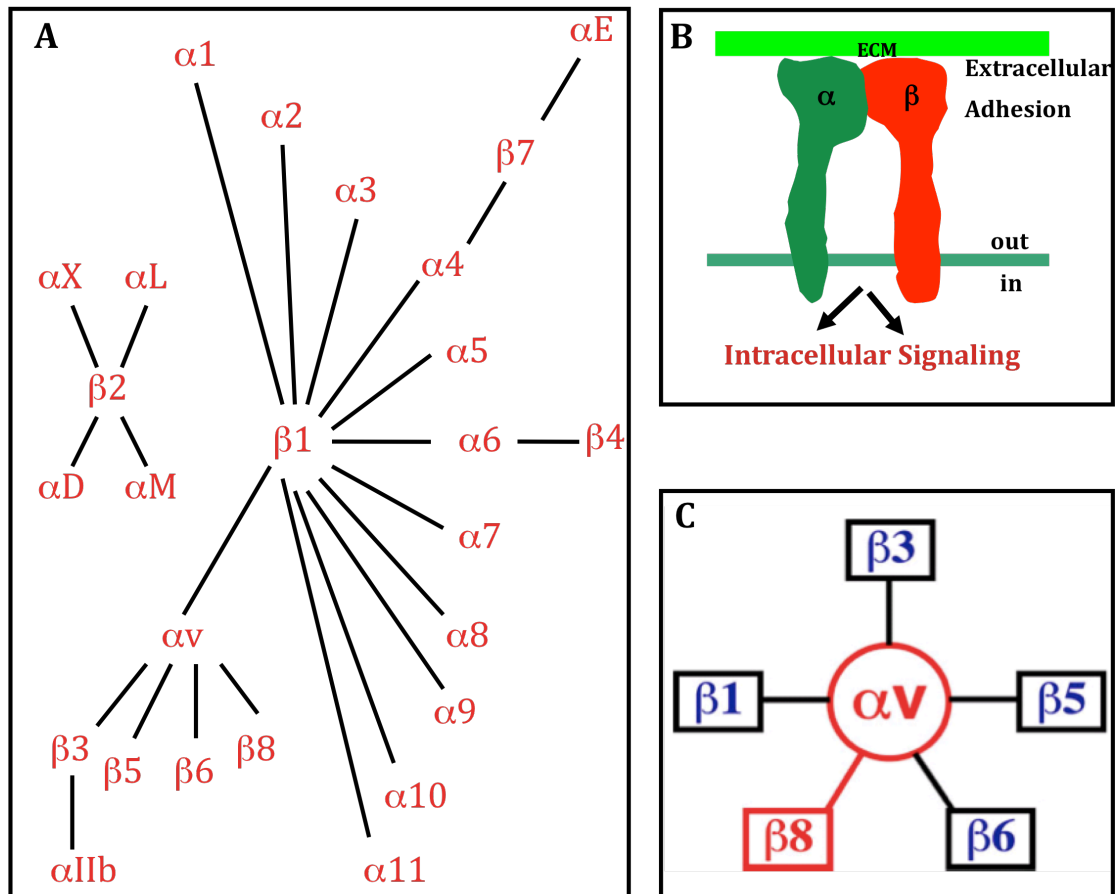 A
α1
αE
α2
β7
α3
α4
αX
αL
α5
β2
β1
α6
β4
αD
αM
α7
αv
α8
α9
β3
β5
β6
β8
α10
αIIb
α11
B
ECM
Extracellular
Adhesion
α
β
out
in
Intracellular Signaling
C
β3
β1
αv
β5
β8
β6